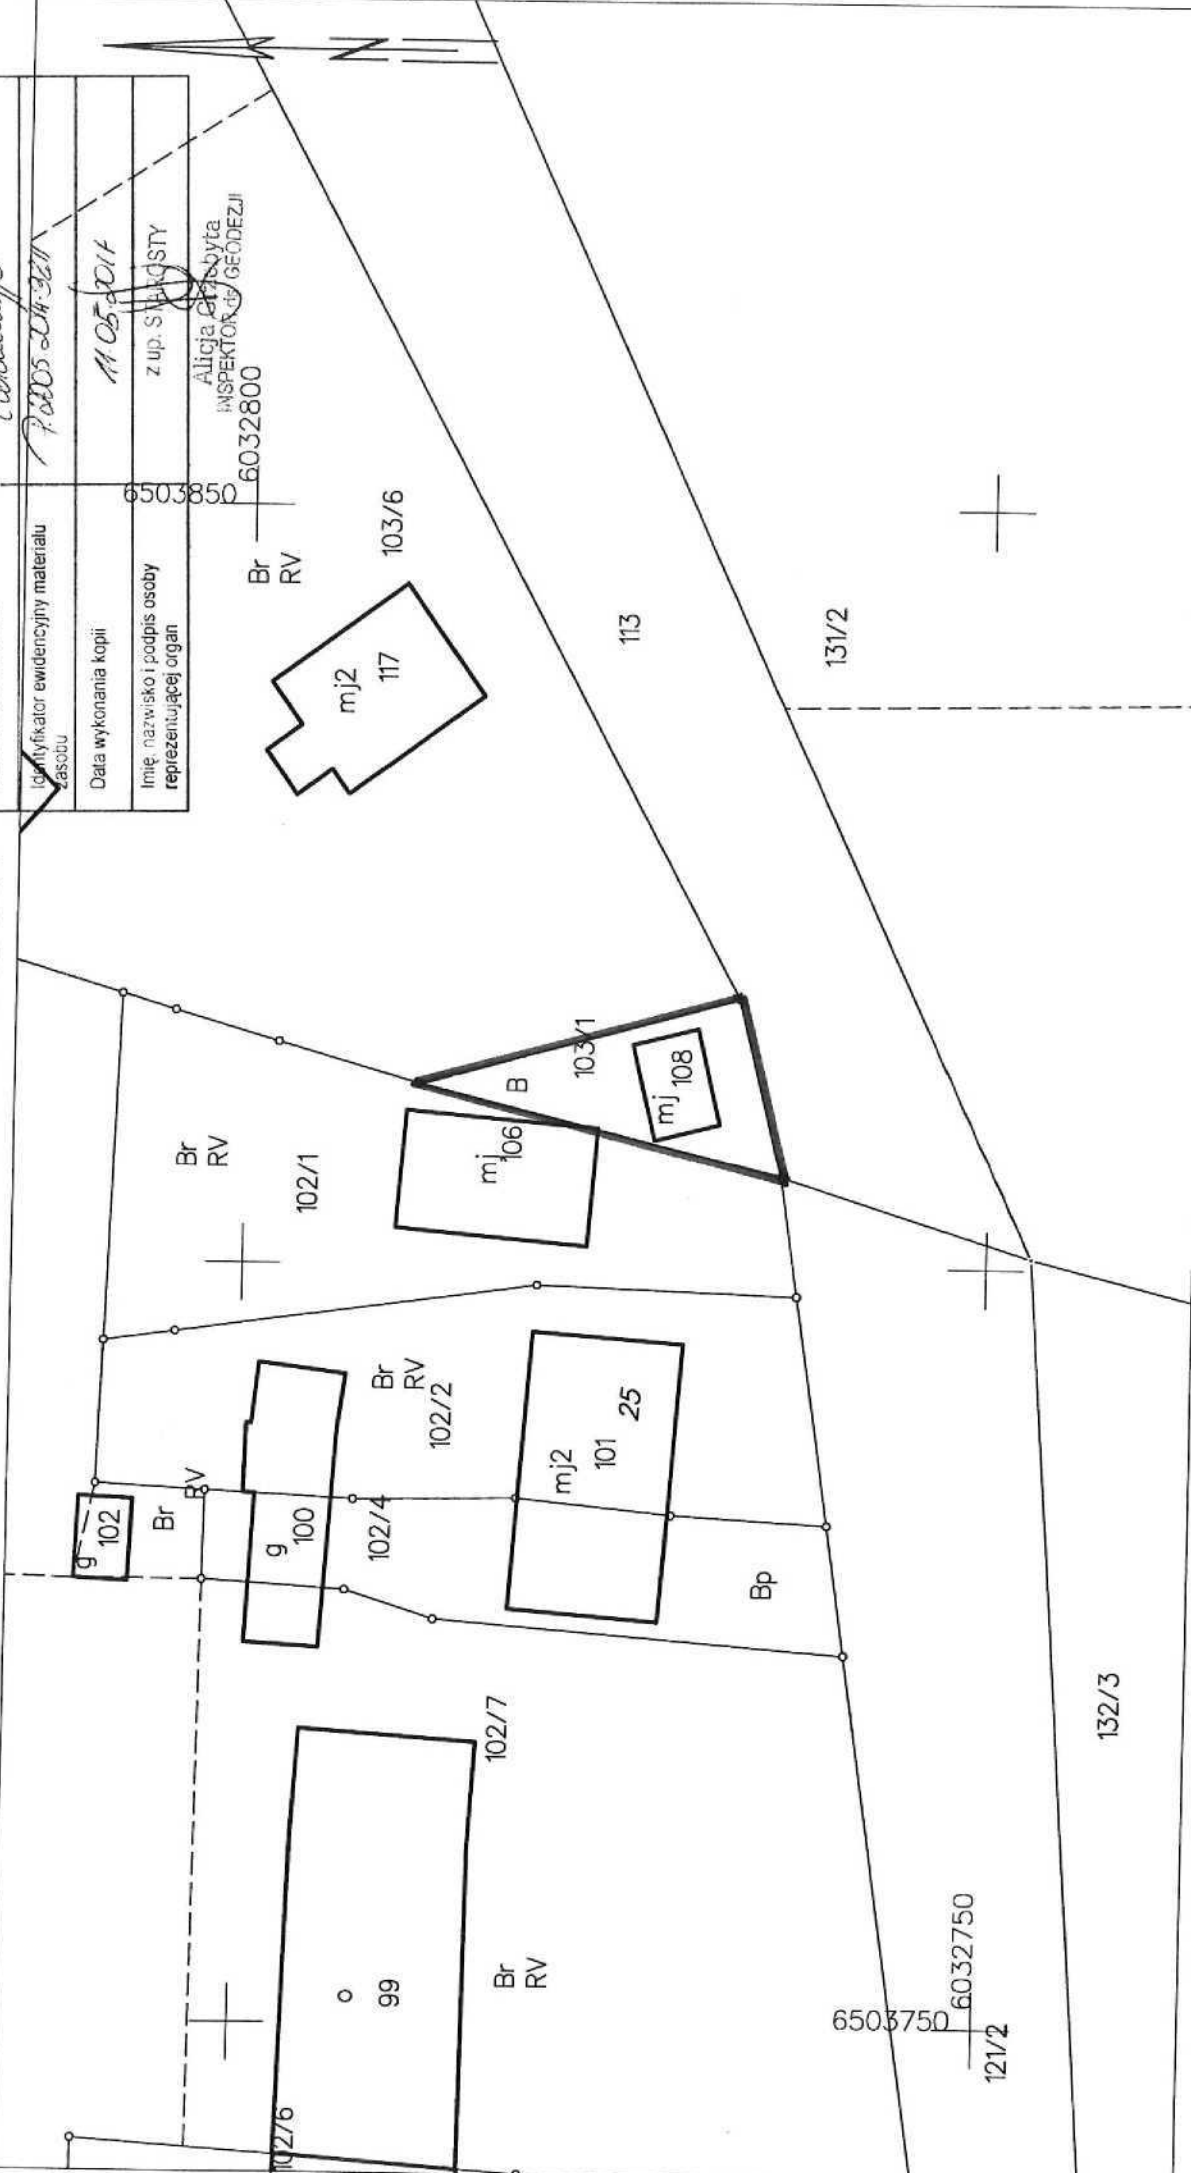 Identyfikator ewidencyjny materiału
zasobu
Data wykonania kopii
11.05.2017
Imię, nazwisko i podpis osoby
reprezentującej organ
z up. STAROSTY
Alicja
INSPEKTOR ds. GEODEZJI
N
6503850
6032800
Br
RV
103/6
mj2
117
113
131/2
103/1
B
mj
108
Br
RV
102/1
mj
106
Br
RV
102/2
mj2
101
25
g
102
Br
RV
g
100
102/4
Bp
102/7
o
99
Br
RV
102/6
132/3
6503750
6032750
121/2